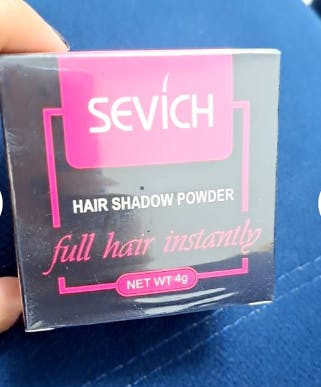 SEVICH
HAIR SHADOW POWDER
full hair instantly
NET WT 4g